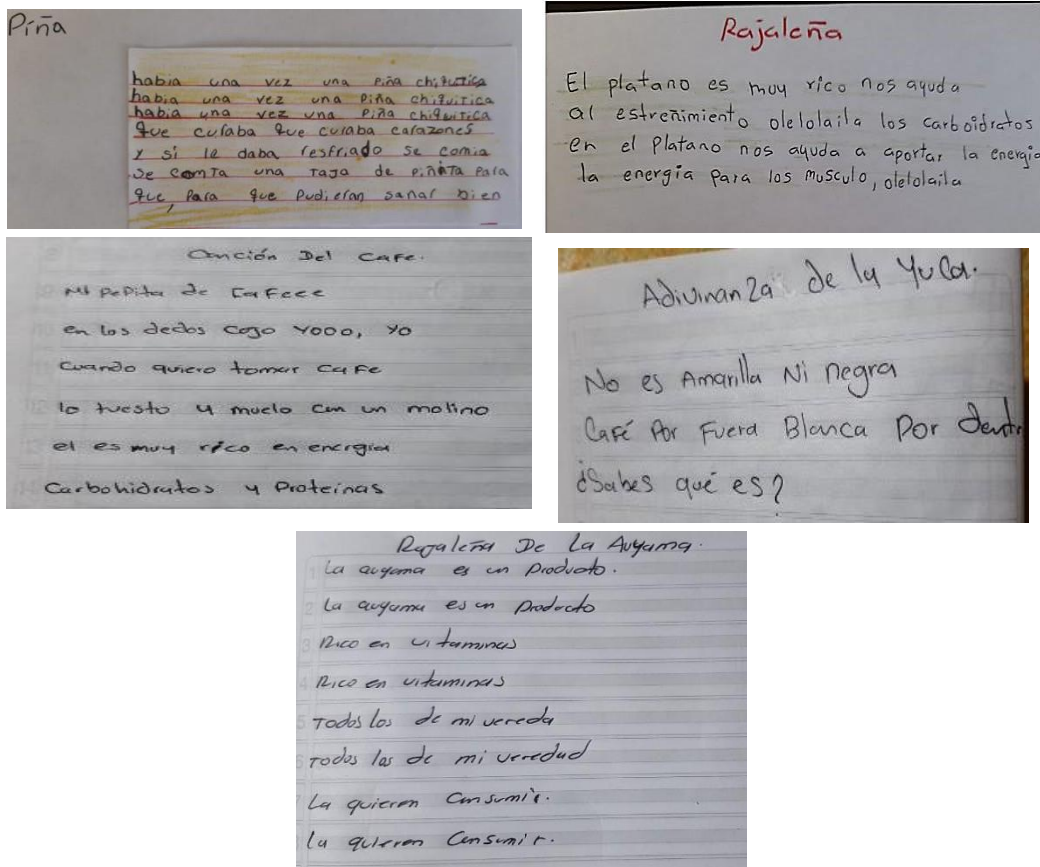 Piña
habia una vez una piña chiquitica
habia una vez una piña chiquitica
habia una vez una piña chiquitica
que curaba que curaba carazones
y si le daba resfriado se comia
se comia una taja de piñita para
que, para que pudieran sanar bien
Rajaleña
El platano es muy rico nos ayuda
al estreñimiento olelolaila los carboidratos
en el Platano nos ayuda a aportar la energia
la energia para los musculo, olelolaila
Canción Del Cafe.
Mi Pepita de Cafeee
en los dedos cojo Yooo, yo
Cuando quiero tomar Cafe
lo tuesto y muelo con un molino
el es muy rico en energia
Carbohidratos y Proteinas
Adivinanza de la Yuca.
No es Amarilla Ni negra
Café Por Fuera Blanca Por dentro
¿Sabes qué es?
Rajaleña De La Auyama.
La auyama es un Producto.
La auyama es un Producto
Rico en vitaminas
Rico en vitaminas
Todos los de mi vereda
Todos las de mi veredad
La quieren Consumir.
La quieren Consumir.